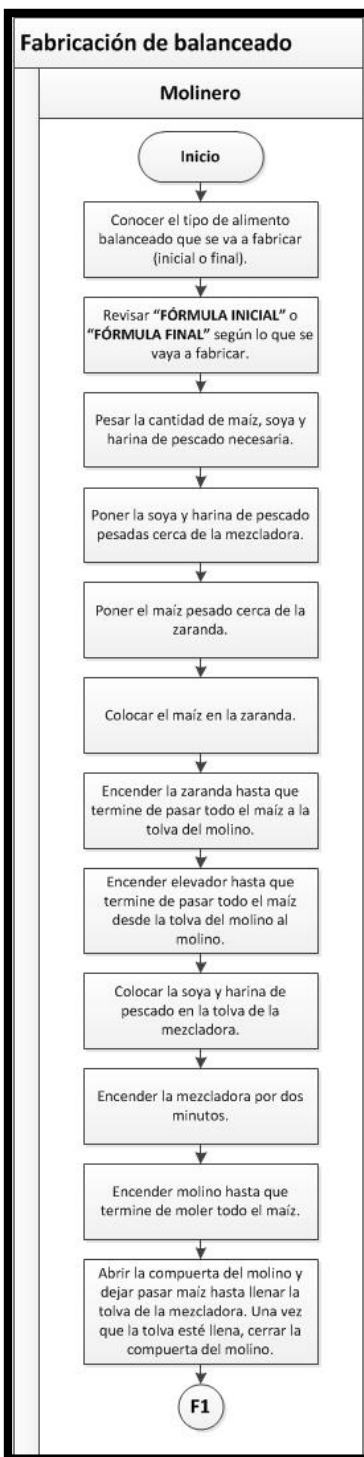 Fabricación de balanceado
Molinero
Inicio
Conocer el tipo de alimento
balanceado que se va a fabricar
(inicial o final).
Revisar “FÓRMULA INICIAL” o
“FÓRMULA FINAL” según lo que se
vaya a fabricar.
Pesar la cantidad de maíz, soya y
harina de pescado necesaria.
Poner la soya y harina de pescado
pesadas cerca de la mezcladora.
Poner el maíz pesado cerca de la
zaranda.
Colocar el maíz en la zaranda.
Encender la zaranda hasta que
termine de pasar todo el maíz a la
tolva del molino.
Encender elevador hasta que
termine de pasar todo el maíz
desde la tolva del molino al
molino.
Colocar la soya y harina de
pescado en la tolva de la
mezcladora.
Encender la mezcladora por dos
minutos.
Encender molino hasta que
termine de moler todo el maíz.
Abrir la compuerta del molino y
dejar pasar maíz hasta llenar la
tolva de la mezcladora. Una vez
que la tolva esté llena, cerrar la
compuerta del molino.
F1